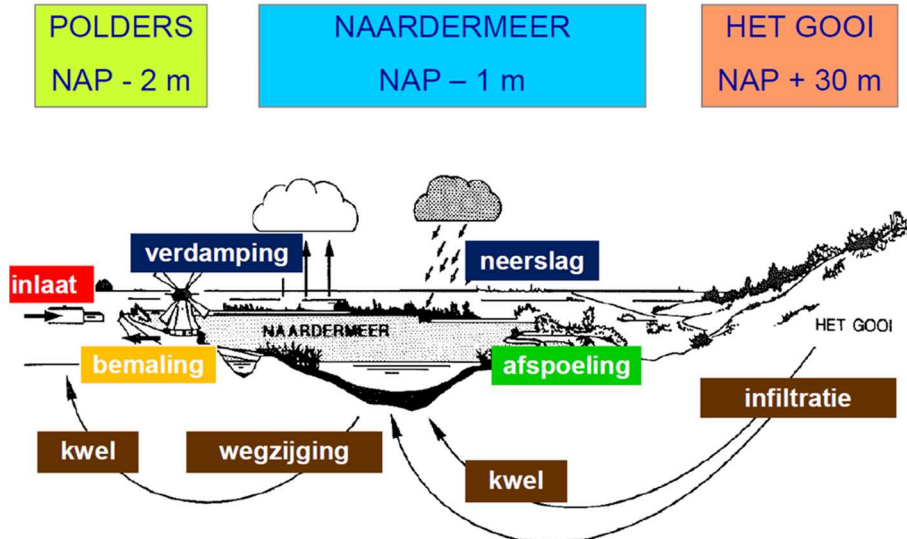 POLDERS
NAP - 2 m
NAARDERMEER
NAP – 1 m
HET GOOI
NAP + 30 m
verdamping
neerslag
inlaat
NAARDERMEER
HET GOOI
bemaling
afspoeling
infiltratie
kwel
wegzijging
kwel